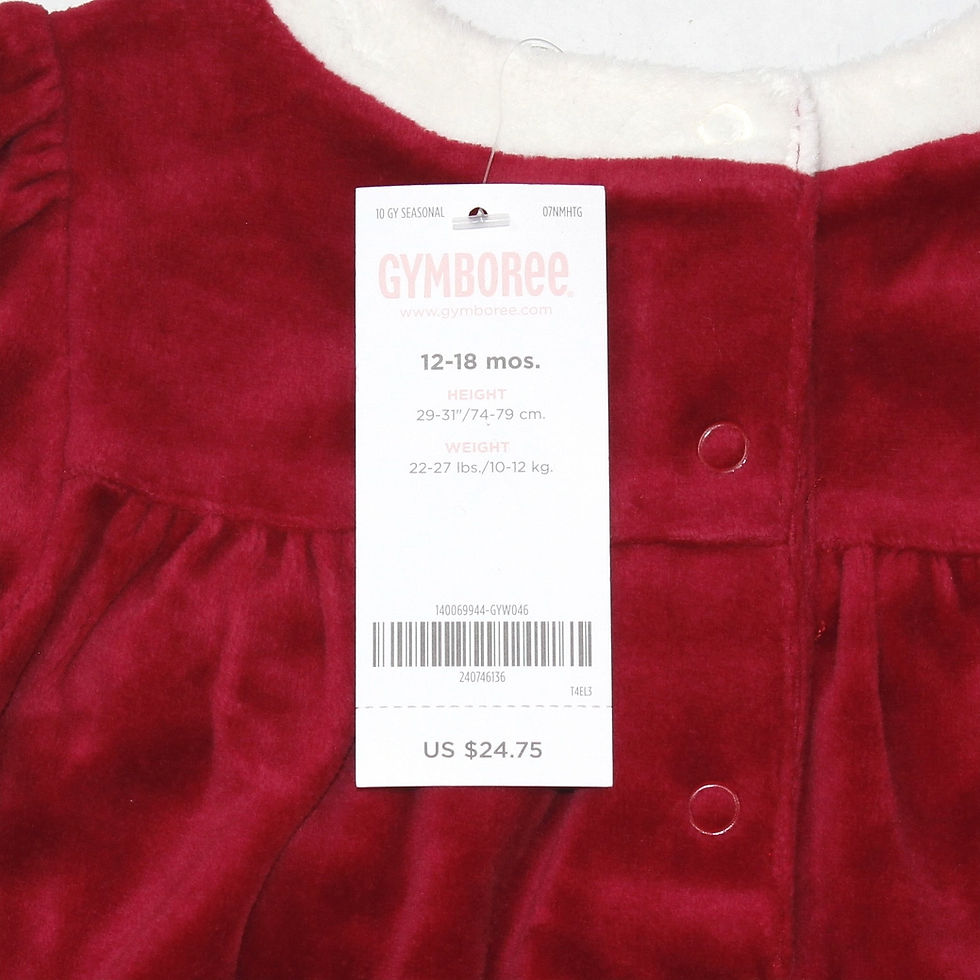 10 GY SEASONAL 07NMHTG
GYMBOREE®
www.gymboree.com
12-18 mos.
HEIGHT
29-31"/74-79 cm.
WEIGHT
22-27 lbs./10-12 kg.
140069944-GYW046
240746136
T4EL3
US $24.75